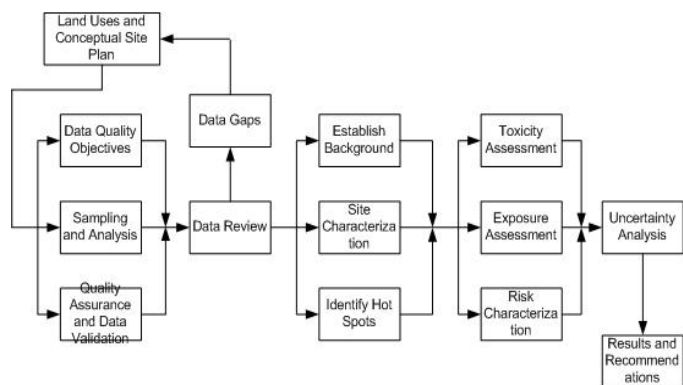 Land Uses and
Conceptual Site
Plan
Data Gaps
Data Quality
Objectives
Establish
Background
Toxicity
Assessment
Sampling
and Analysis
Data Review
Site
Characteriza
tion
Exposure
Assessment
Uncertainty
Analysis
Quality
Assurance
and Data
Validation
Identify Hot
Spots
Risk
Characteriza
tion
Results and
Recommend
ations